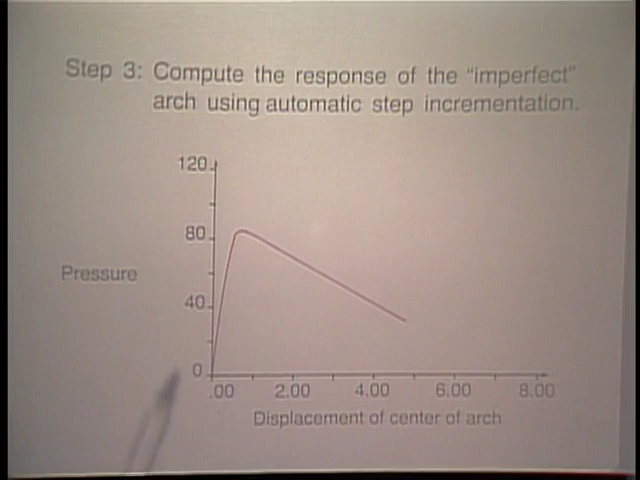 Step 3: Compute the response of the "imperfect"
arch using automatic step incrementation.
120
80
Pressure
40
0
.00 2.00 4.00 6.00 8.00
Displacement of center of arch